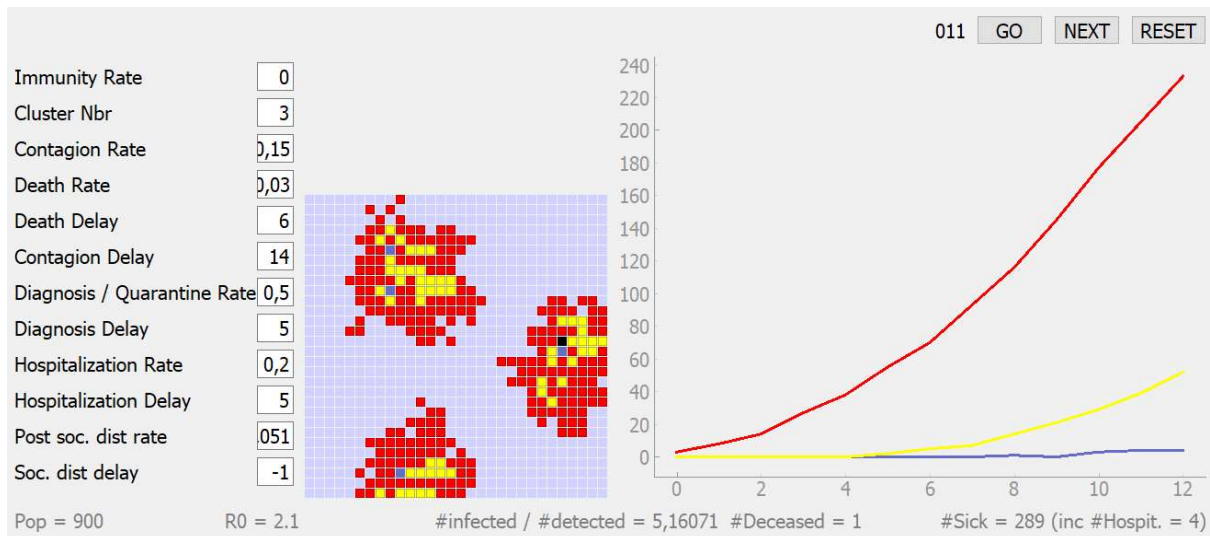 011 GO NEXT RESET
Immunity Rate 0
Cluster Nbr 3
Contagion Rate 0,15
Death Rate 0,03
Death Delay 6
Contagion Delay 14
Diagnosis / Quarantine Rate 0,5
Diagnosis Delay 5
Hospitalization Rate 0,2
Hospitalization Delay 5
Post soc. dist rate .051
Soc. dist delay -1
240
220
200
180
160
140
120
100
80
60
40
20
0
0 2 4 6 8 10 12
Pop = 900 R0 = 2.1 #infected / #detected = 5,16071 #Deceased = 1 #Sick = 289 (inc #Hospit. = 4)